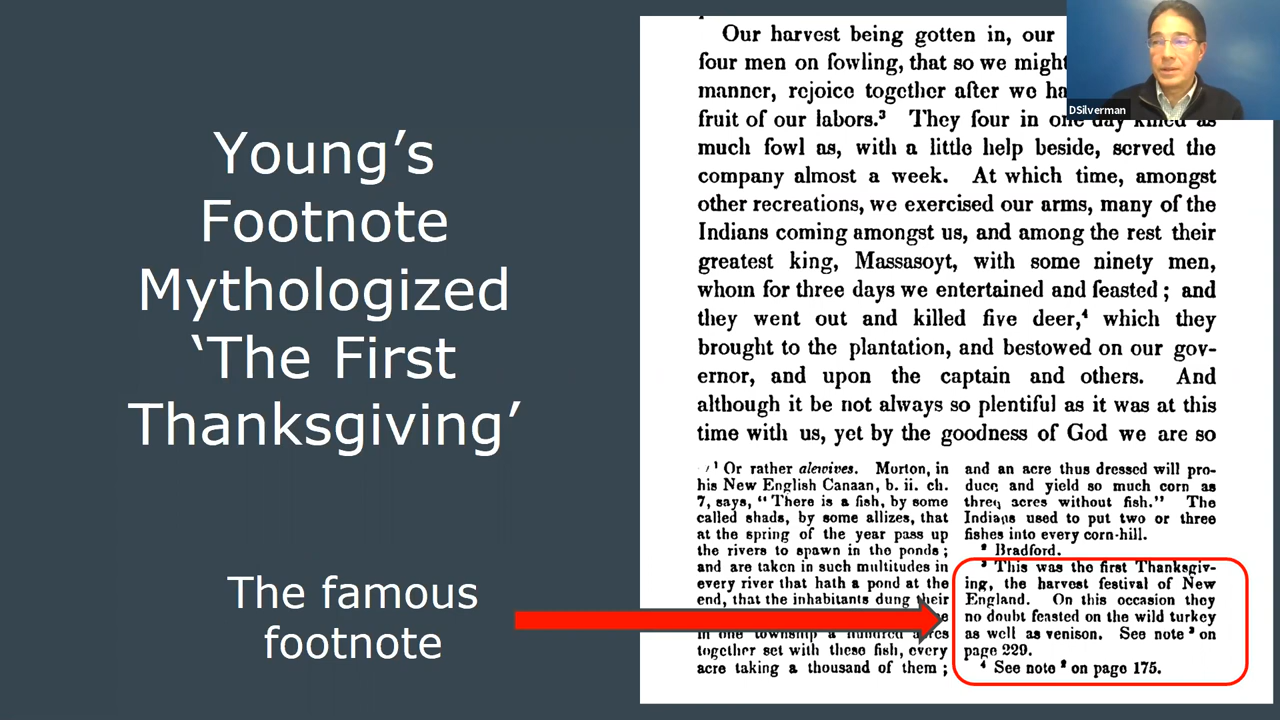 Young’s
Footnote
Mythologized
‘The First
Thanksgiving’
The famous
footnote
DSilverman
Our harvest being gotten in, our
four men on fowling, that so we might
manner, rejoice together after we ha
fruit of our labors.³ They four in one day killed as
much fowl as, with a little help beside, served the
company almost a week. At which time, amongst
other recreations, we exercised our arms, many of the
Indians coming amongst us, and among the rest their
greatest king, Massasoyt, with some ninety men,
whom for three days we entertained and feasted ; and
they went out and killed five deer,⁴ which they
brought to the plantation, and bestowed on our gov-
ernor, and upon the captain and others. And
although it be not always so plentiful as it was at this
time with us, yet by the goodness of God we are so
¹ Or rather alewives. Morton, in
his New English Canaan, b. ii. ch.
7, says, “ There is a fish, by some
called shads, by some allizes, that
at the spring of the year pass up
the rivers to spawn in the ponds ;
and are taken in such multitudes in
every river that hath a pond at the
end, that the inhabitants dung their
in one township a hundred acres
together set with these fish, every
acre taking a thousand of them ;
and an acre thus dressed will pro-
duce and yield so much corn as
three acres without fish.” The
Indians used to put two or three
fishes into every corn-hill.
² Bradford.
³ This was the first Thanksgiv-
ing, the harvest festival of New
England. On this occasion they
no doubt feasted on the wild turkey
as well as venison. See note ³ on
page 229.
⁴ See note ² on page 175.